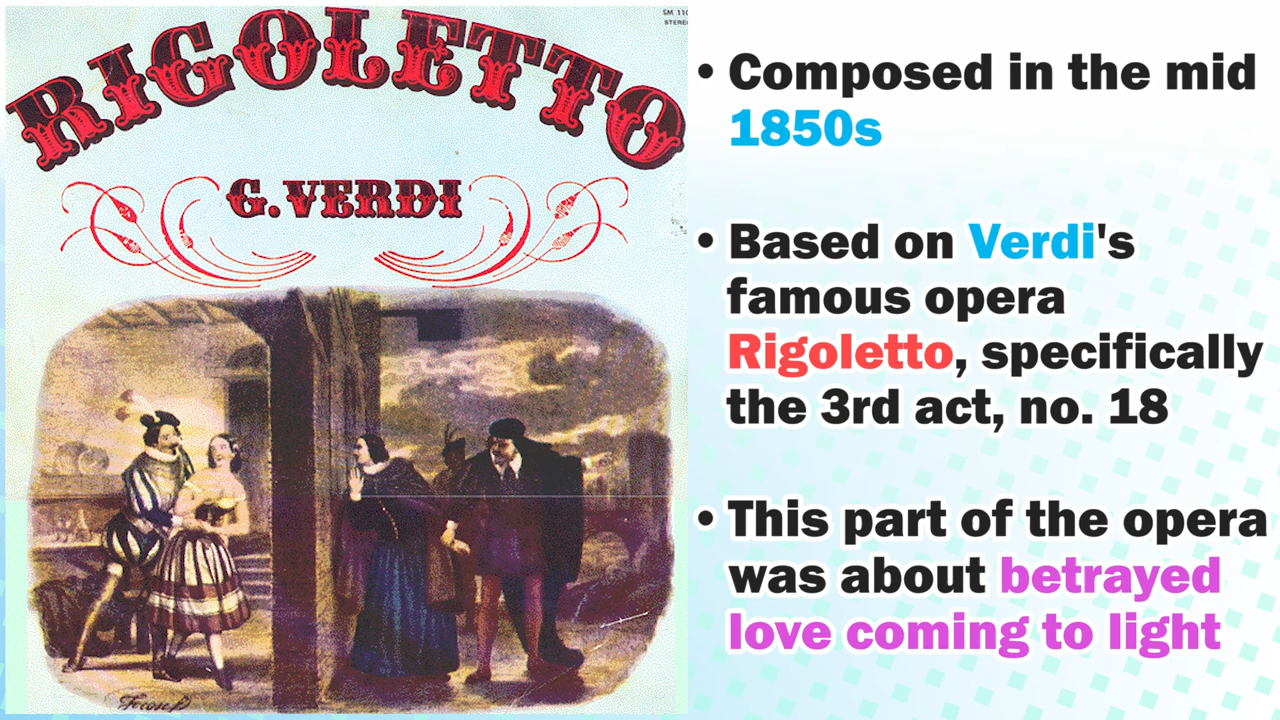 RIGOLETTO
G.VERDI
STEREO
• Composed in the mid
1850s
• Based on Verdi's
famous opera
Rigoletto, specifically
the 3rd act, no. 18
• This part of the opera
was about betrayed
love coming to light